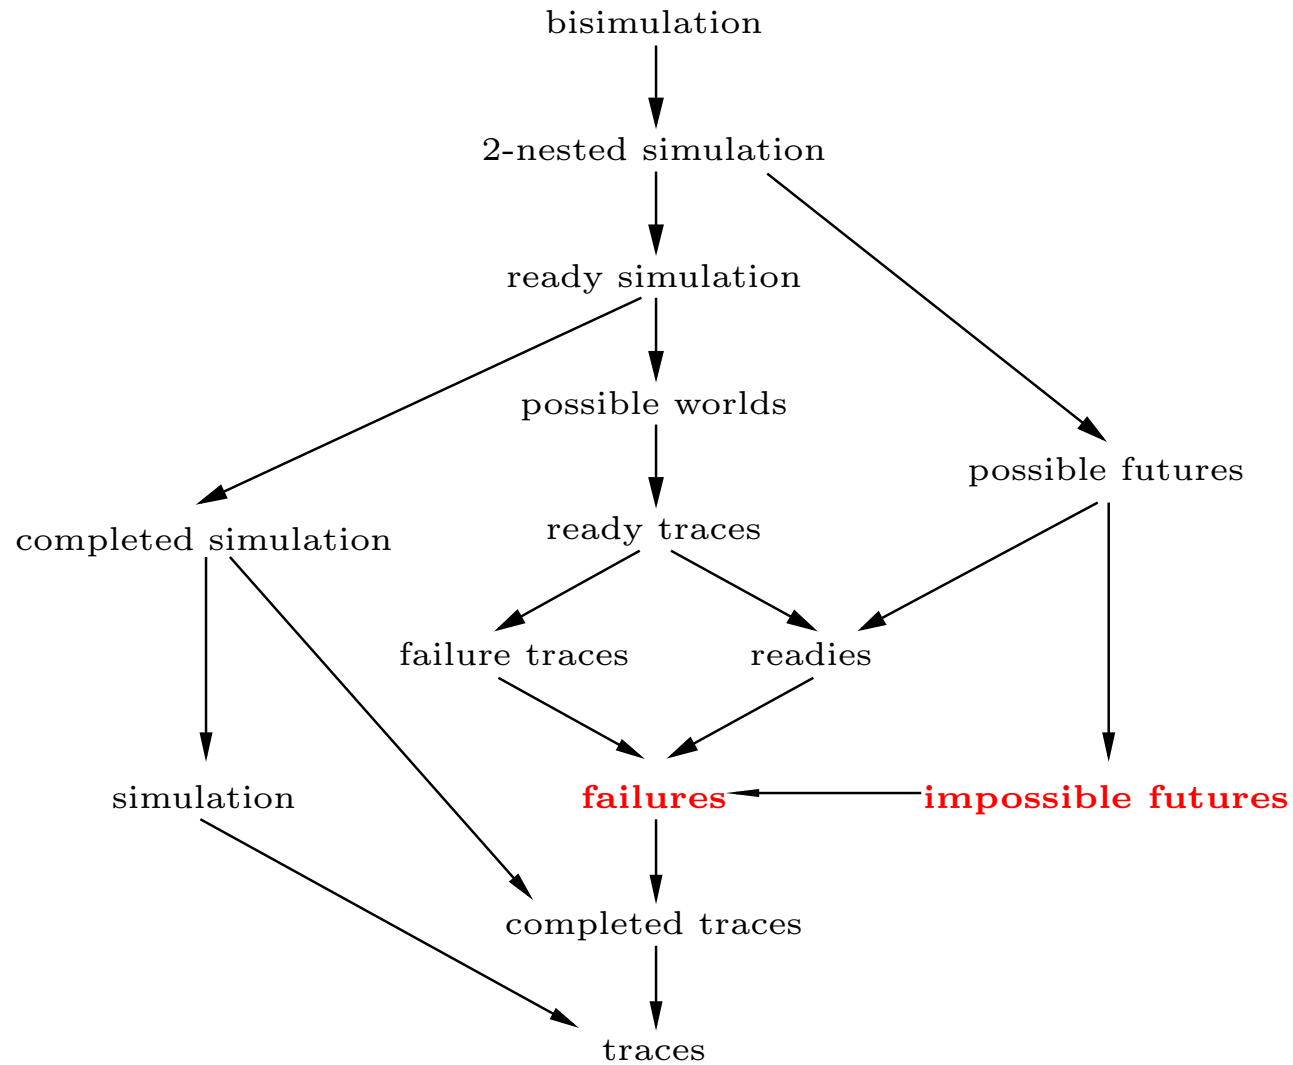 bisimulation
2-nested simulation
ready simulation
possible worlds
possible futures
ready traces
completed simulation
failure traces
readies
simulation
failures
impossible futures
completed traces
traces